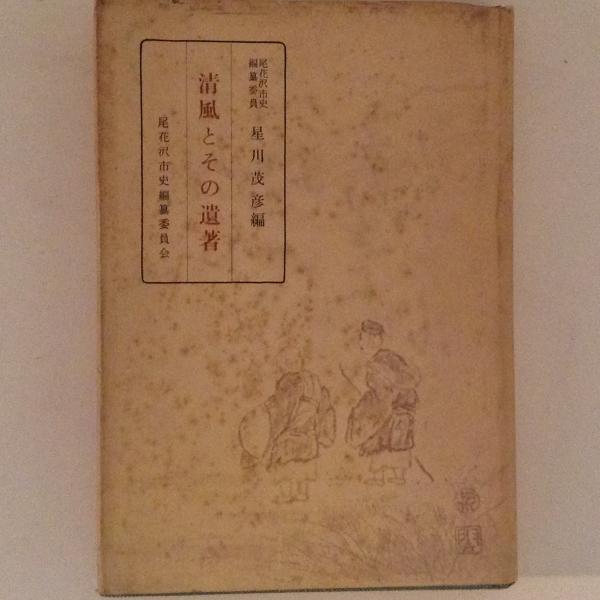 尾花沢市史
編纂委員
星川茂彦編
清風とその遺著
尾花沢市史編纂委員会